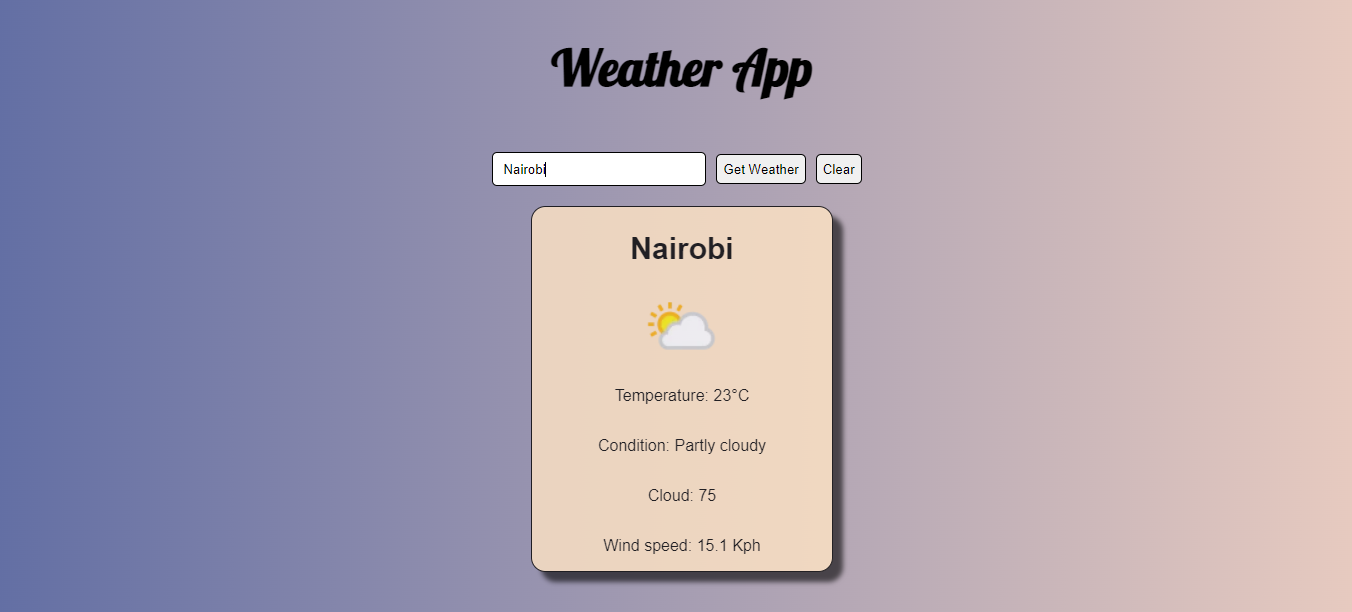 Weather App
Nairobi
Get Weather
Clear
Nairobi
Temperature: 23°C
Condition: Partly cloudy
Cloud: 75
Wind speed: 15.1 Kph